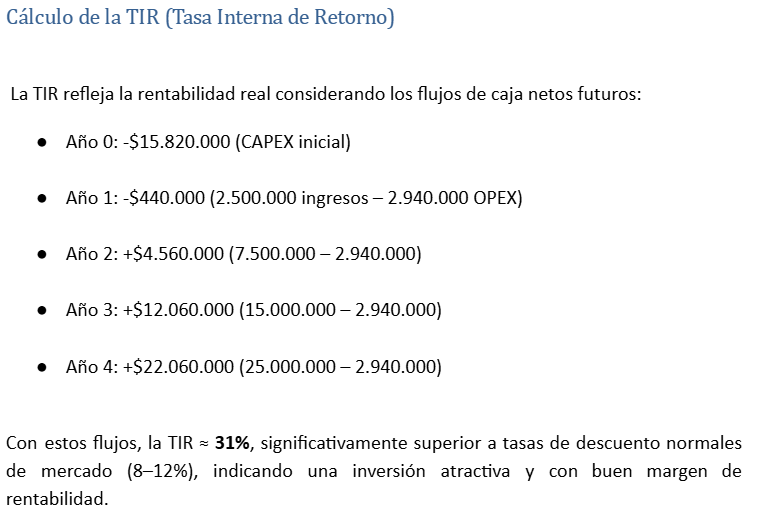 Cálculo de la TIR (Tasa Interna de Retorno)
La TIR refleja la rentabilidad real considerando los flujos de caja netos futuros:
● Año 0: -$15.820.000 (CAPEX inicial)
● Año 1: -$440.000 (2.500.000 ingresos – 2.940.000 OPEX)
● Año 2: +$4.560.000 (7.500.000 – 2.940.000)
● Año 3: +$12.060.000 (15.000.000 – 2.940.000)
● Año 4: +$22.060.000 (25.000.000 – 2.940.000)
Con estos flujos, la TIR ≈ 31%, significativamente superior a tasas de descuento normales
de mercado (8–12%), indicando una inversión atractiva y con buen margen de
rentabilidad.